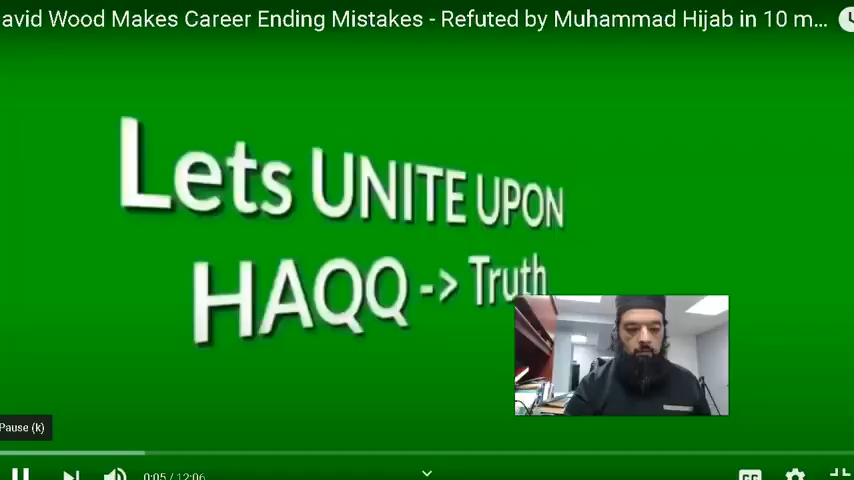 avid Wood Makes Career Ending Mistakes - Refuted by Muhammad Hijab in 10 m...
Lets UNITE UPON
HAQQ -> Truth
Pause (k)
0:05 / 12:06
CC